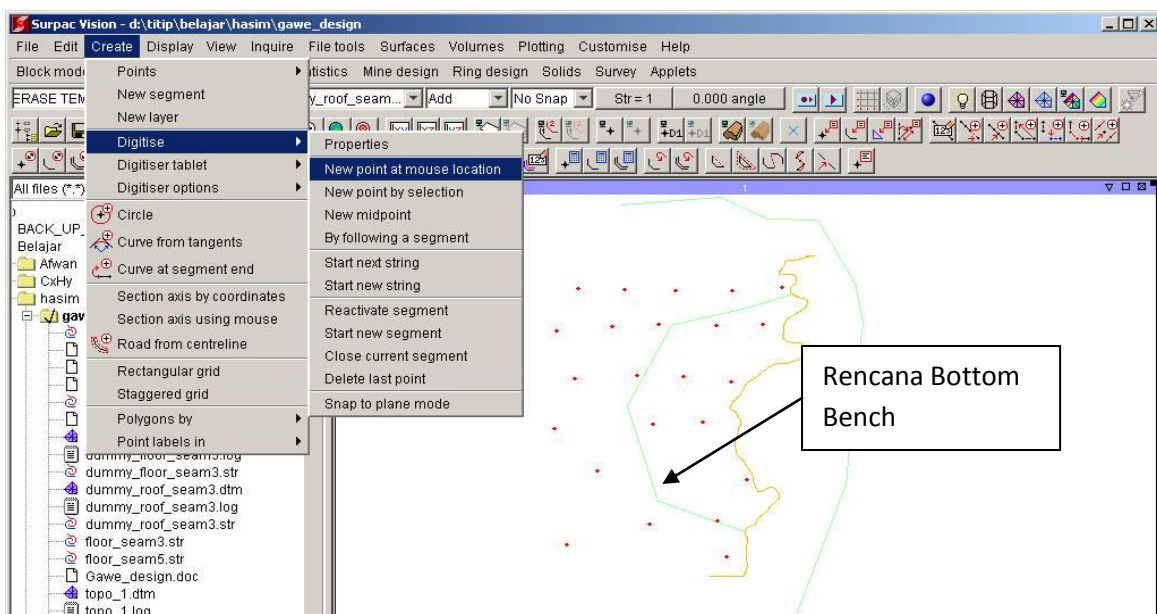 Surpac Vision - d:\titip\belajar\hasim\gawe_design
File Edit Create Display View Inquire File tools Surfaces Volumes Plotting Customise Help
Block mod
tistics Mine design Ring design Solids Survey Applets
ERASE TEM
y_roof_seam... Add No Snap Str = 1 0.000 angle
Points
New segment
New layer
Digitise
Digitiser tablet
Digitiser options
Circle
Curve from tangents
Curve at segment end
Section axis by coordinates
Section axis using mouse
Road from centreline
Rectangular grid
Staggered grid
Polygons by
Point labels in
Properties
New point at mouse location
New point by selection
New midpoint
By following a segment
Start next string
Start new string
Reactivate segment
Start new segment
Close current segment
Delete last point
Snap to plane mode
1
All files (*.*)
BACK_UP_
Belajar
Afwan
CxHy
hasim
gaw
dummy_floor_seam3.log
dummy_floor_seam3.str
dummy_roof_seam3.dtm
dummy_roof_seam3.log
dummy_roof_seam3.str
floor_seam3.str
floor_seam5.str
Gawe_design.doc
topo_1.dtm
topo_1.log
Rencana Bottom
Bench